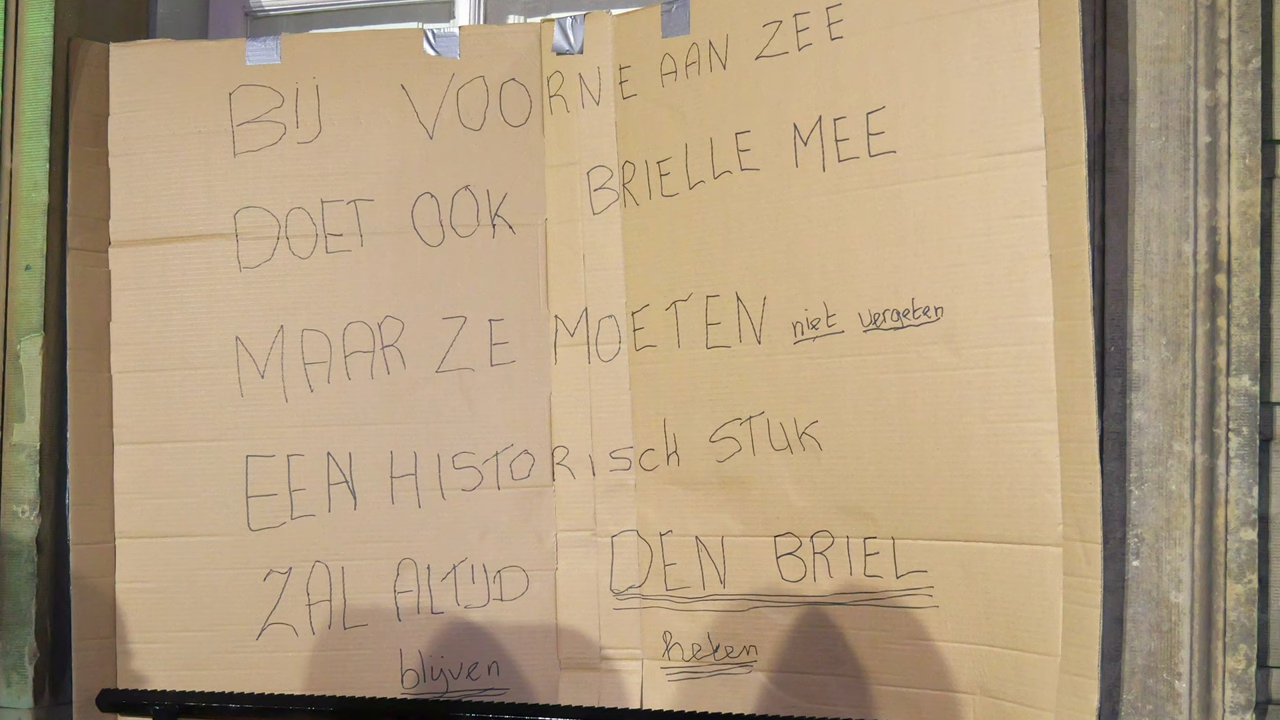 BIJ VOORNE AAN ZEE
DOET OOK BRIELLE MEE
MAAR ZE MOETEN niet vergeten
EEN HISTORISCH STUK
ZAL ALTIJD DEN BRIEL
blijven heten